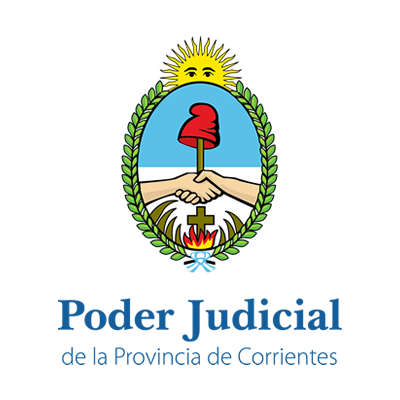 Poder Judicial
de la Provincia de Corrientes